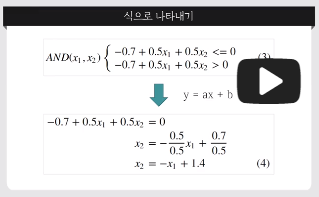 식으로 나타내기
AND(x₁, x₂) { −0.7 + 0.5x₁ + 0.5x₂ <= 0
−0.7 + 0.5x₁ + 0.5x₂ > 0 (3)
y = ax + b
−0.7 + 0.5x₁ + 0.5x₂ = 0
x₂ = −0.5/0.5 x₁ + 0.7/0.5
x₂ = −x₁ + 1.4 (4)